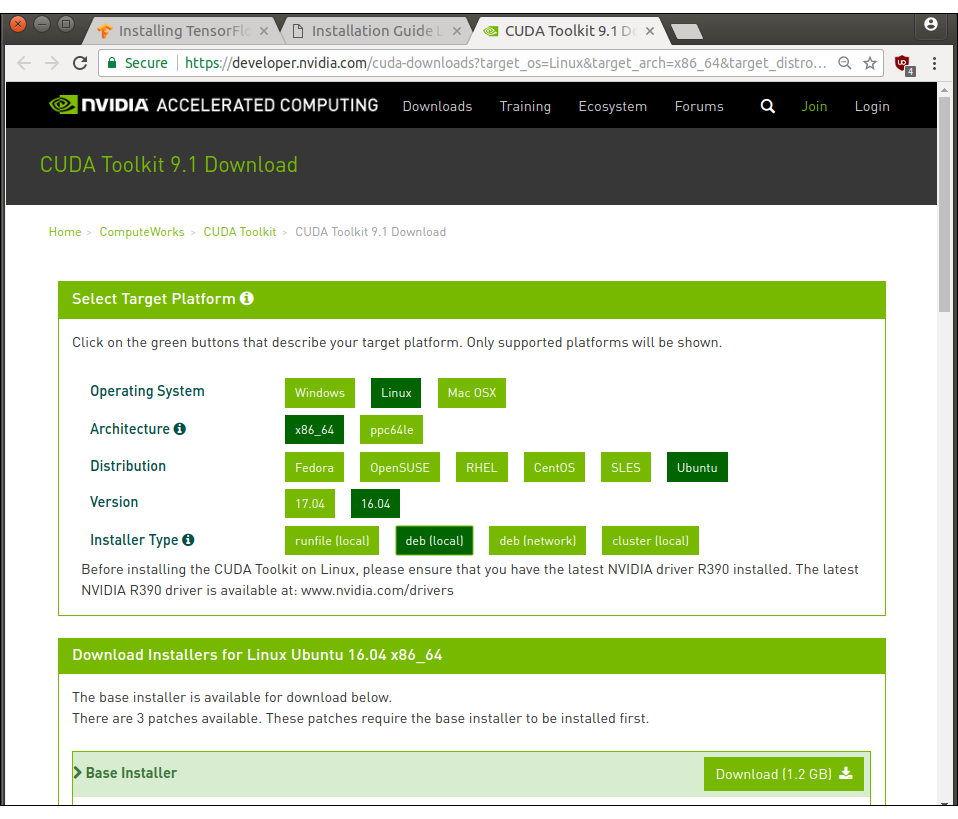 Installing TensorFlo
Installation Guide L
CUDA Toolkit 9.1 Do
Secure https://developer.nvidia.com/cuda-downloads?target_os=Linux&target_arch=x86_64&target_distro...
4
NVIDIA ACCELERATED COMPUTING Downloads Training Ecosystem Forums Join Login
CUDA Toolkit 9.1 Download
Home > ComputeWorks > CUDA Toolkit > CUDA Toolkit 9.1 Download
Select Target Platform
Click on the green buttons that describe your target platform. Only supported platforms will be shown.
Operating System Windows Linux Mac OSX
Architecture x86_64 ppc64le
Distribution Fedora OpenSUSE RHEL CentOS SLES Ubuntu
Version 17.04 16.04
Installer Type runfile (local) deb (local) deb (network) cluster (local)
Before installing the CUDA Toolkit on Linux, please ensure that you have the latest NVIDIA driver R390 installed. The latest
NVIDIA R390 driver is available at: www.nvidia.com/drivers
Download Installers for Linux Ubuntu 16.04 x86_64
The base installer is available for download below.
There are 3 patches available. These patches require the base installer to be installed first.
Base Installer Download (1.2 GB)